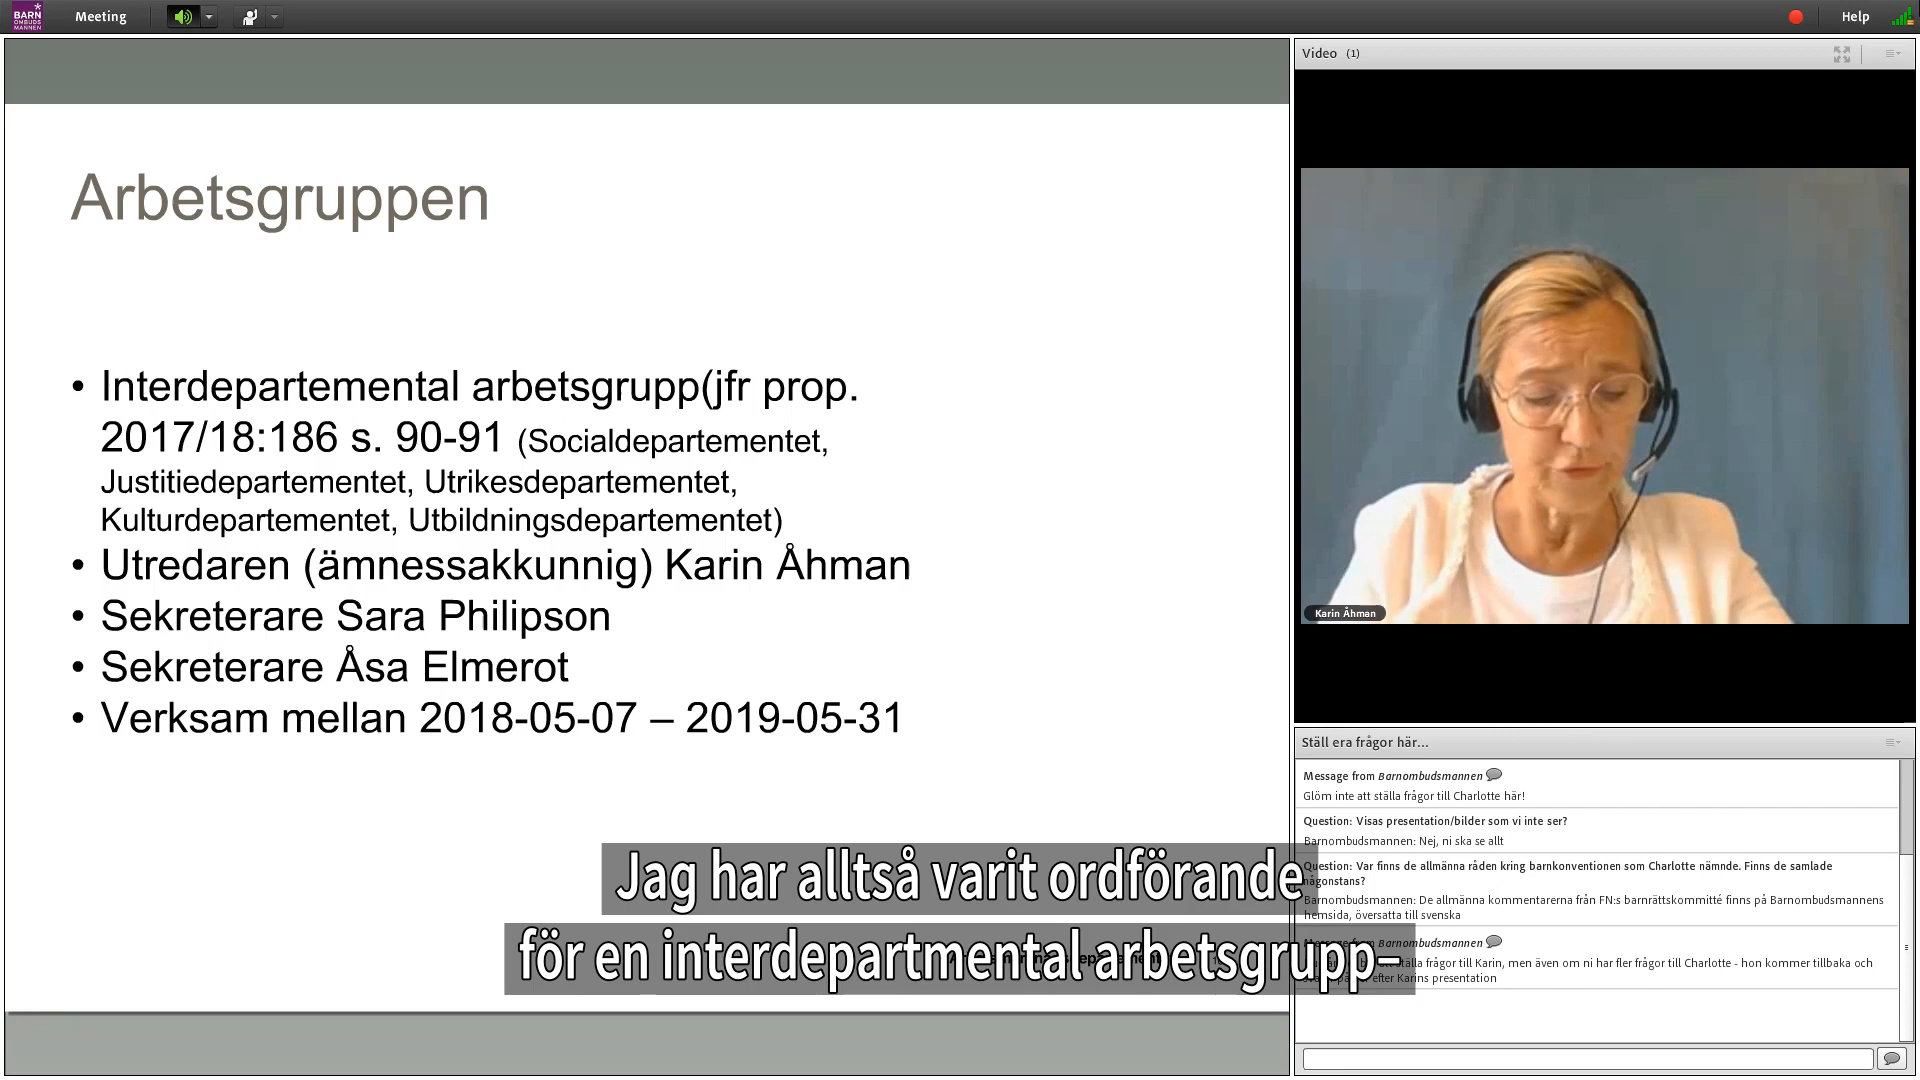 BARN
OMBUDS
MANNEN
Meeting
Help
Arbetsgruppen
• Interdepartemental arbetsgrupp(jfr prop.
2017/18:186 s. 90-91 (Socialdepartementet,
Justitiedepartementet, Utrikesdepartementet,
Kulturdepartementet, Utbildningsdepartementet)
• Utredaren (ämnessakkunnig) Karin Åhman
• Sekreterare Sara Philipson
• Sekreterare Åsa Elmerot
• Verksam mellan 2018-05-07 – 2019-05-31
Video (1)
Karin Åhman
Ställ era frågor här...
Message from Barnombudsmannen
Glöm inte att ställa frågor till Charlotte här!
Question: Visas presentation/bilder som vi inte ser?
Barnombudsmannen: Nej, ni ska se allt
Question: Var finns de allmänna råden kring barnkonventionen som Charlotte nämnde. Finns de samlade
någonstans?
Barnombudsmannen: De allmänna kommentarerna från FN:s barnrättskommitté finns på Barnombudsmannens
hemsida, översatta till svenska
Barnombudsmannen
ställa frågor till Karin, men även om ni har fler frågor till Charlotte - hon kommer tillbaka och
efter Karins presentation
Jag har alltså varit ordförande
för en interdepartmental arbetsgrupp–